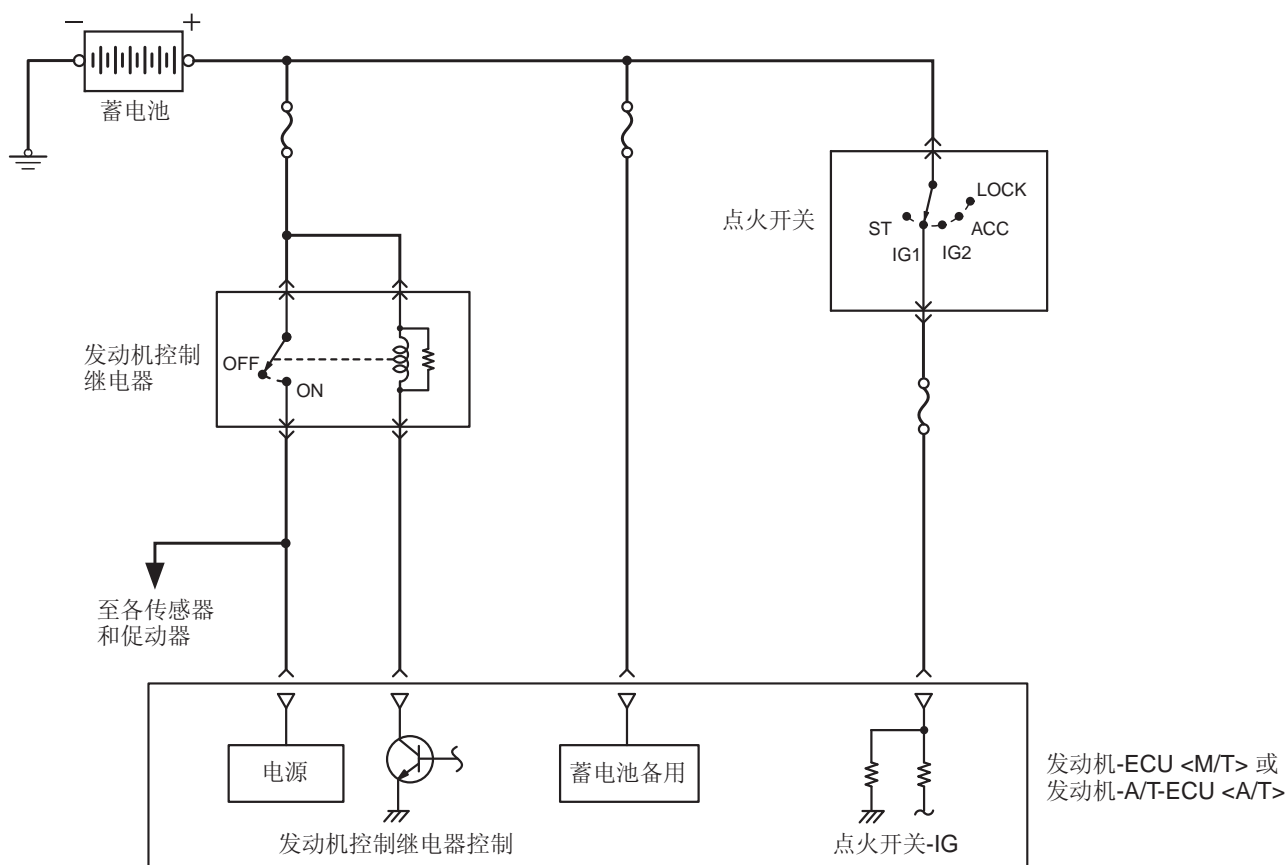 − +
蓄电池
点火开关
LOCK
ST
ACC
IG1
IG2
发动机控制
继电器
OFF
ON
至各传感器
和促动器
电源
蓄电池备用
发动机控制继电器控制
点火开关-IG
发动机-ECU <M/T> 或
发动机-A/T-ECU <A/T>